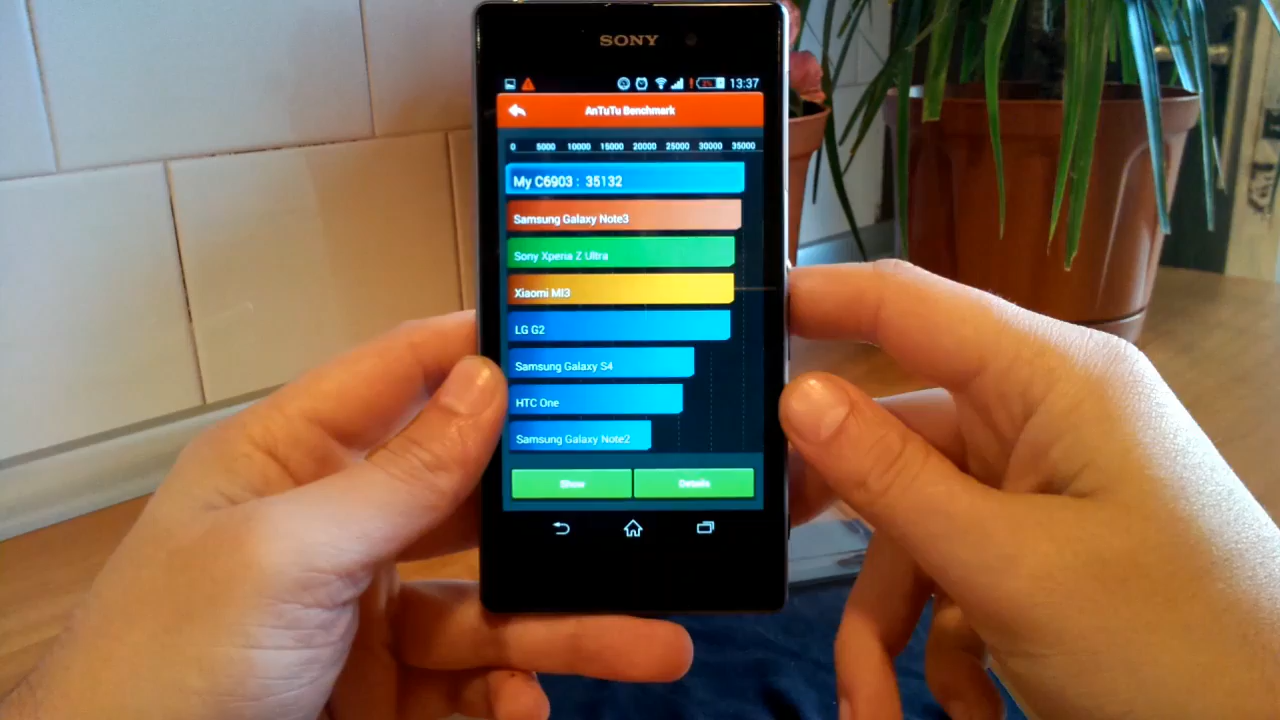 SONY
13:37
AnTuTu Benchmark
0 5000 10000 15000 20000 25000 30000 35000
My C6903 : 35132
Samsung Galaxy Note3
Sony Xperia Z Ultra
Xiaomi MI3
LG G2
Samsung Galaxy S4
HTC One
Samsung Galaxy Note2
Show Details